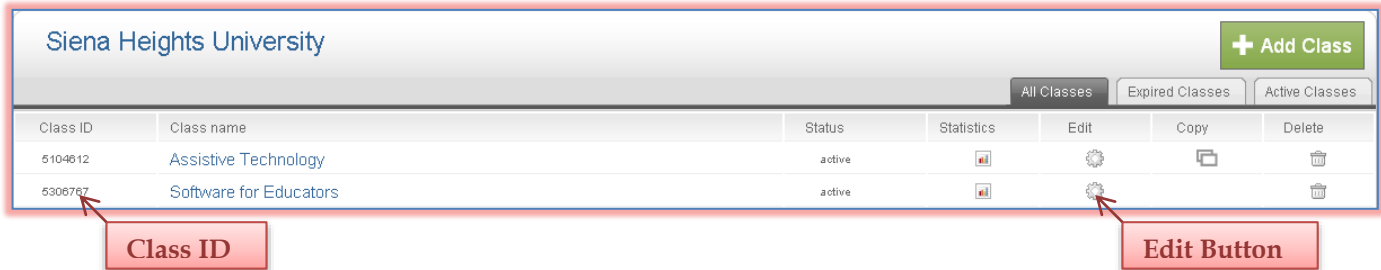 Siena Heights University
+ Add Class
All Classes Expired Classes Active Classes
Class ID Class name Status Statistics Edit Copy Delete
5104612 Assistive Technology active
5306767 Software for Educators active
Class ID Edit Button